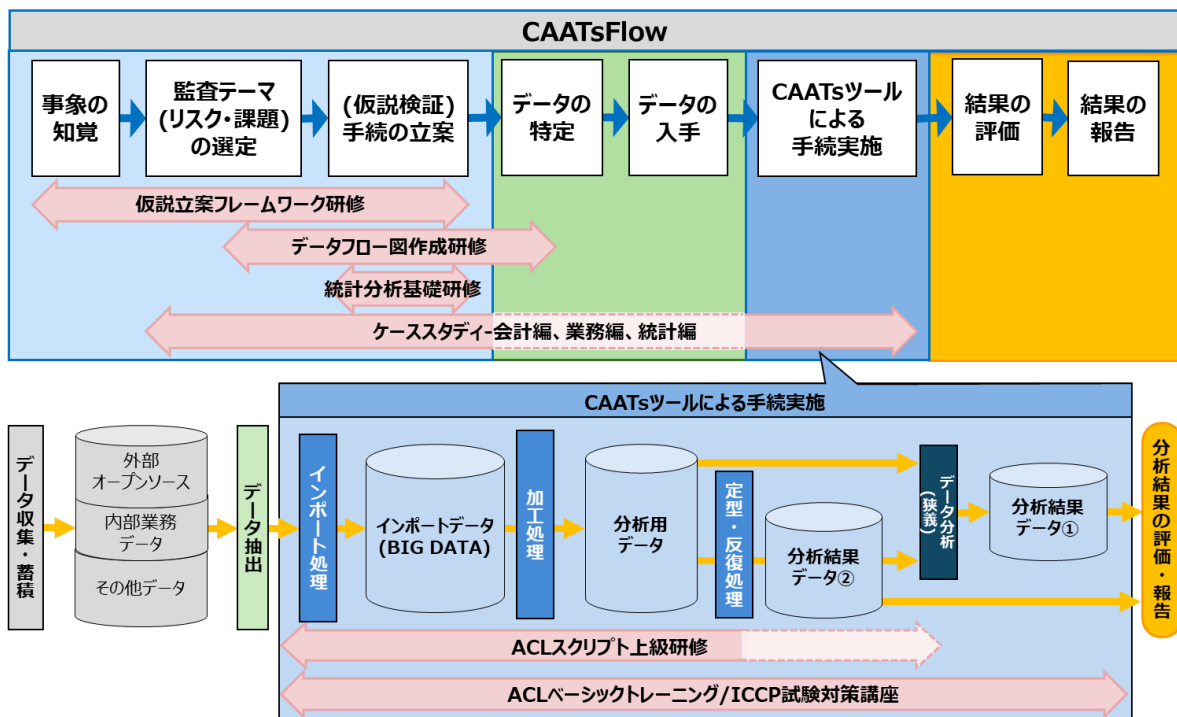 CAATsFlow
事象の
知覚
監査テーマ
(リスク・課題)
の選定
(仮説検証)
手続の立案
データの
特定
データの
入手
CAATsツール
による
手続実施
結果の
評価
結果の
報告
仮説立案フレームワーク研修
データフロー図作成研修
統計分析基礎研修
ケーススタディ-会計編、業務編、統計編
CAATsツールによる手続実施
データ収集・蓄積
外部
オープンソース
内部業務
データ
その他データ
データ抽出
インポート処理
インポートデータ
(BIG DATA)
加工処理
分析用
データ
定型・反復処理
分析結果
データ②
データ分析
(狭義)
分析結果
データ①
分析結果の評価・報告
ACLスクリプト上級研修
ACLベーシックトレーニング/ICCP試験対策講座